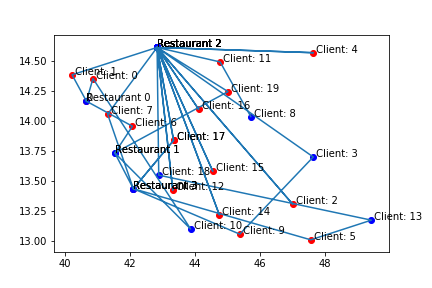 14.50
14.25
14.00
13.75
13.50
13.25
13.00
40
42
44
46
48
Restaurant 2
Client: 4
Client: 11
Client: 1
Client: 0
Client: 19
Restaurant 0
Client: 16
Client: 7
Client: 8
Client: 6
Client: 17
Restaurant 1
Client: 3
Client: 15
Client: 18
Client: 12
Client: 2
Client: 14
Client: 13
Client: 10
Client: 9
Client: 5